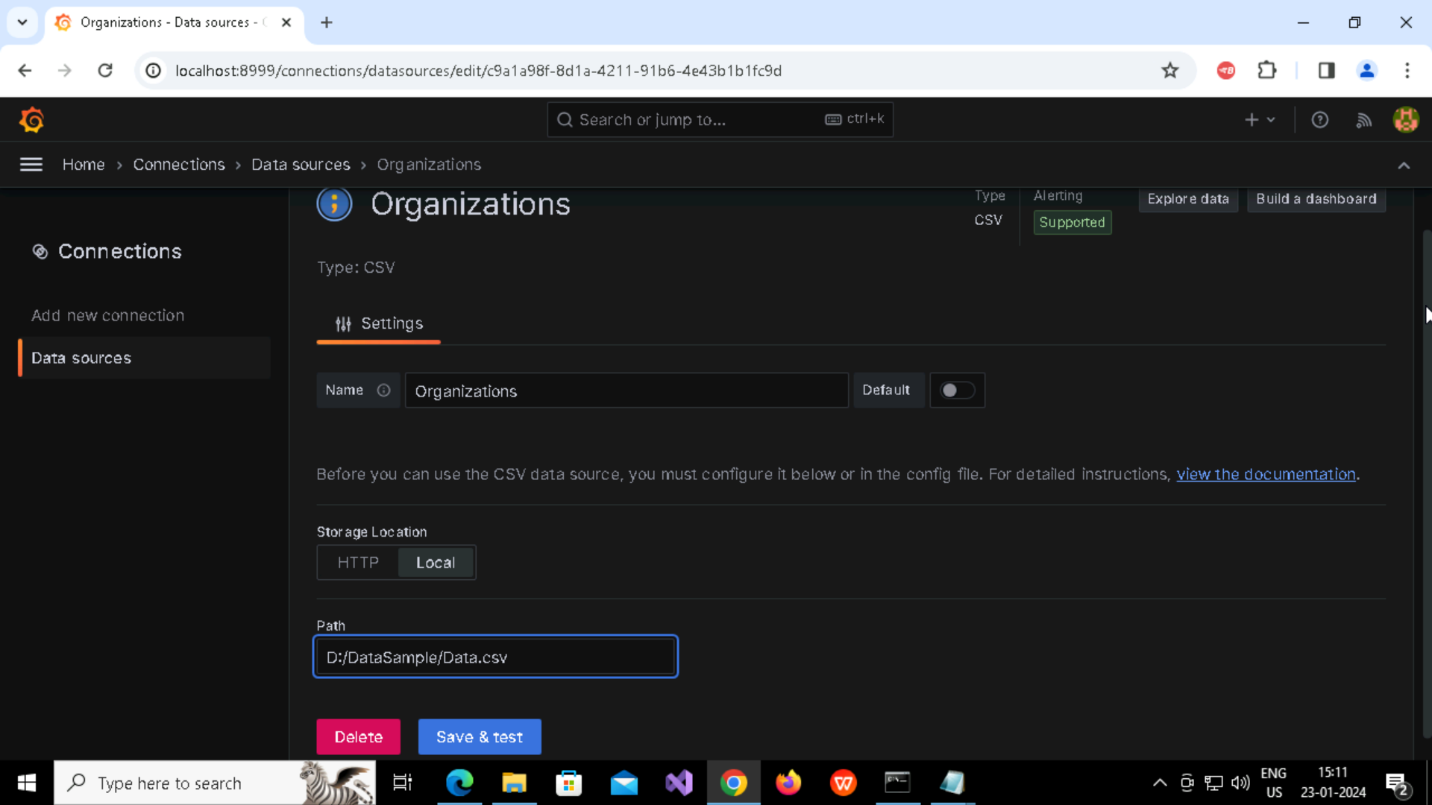 Organizations - Data sources - G
localhost:8999/connections/datasources/edit/c9a1a98f-8d1a-4211-91b6-4e43b1b1fc9d
Search or jump to... ctrl+k
Home › Connections › Data sources › Organizations
Organizations
Type
CSV
Alerting
Supported
Explore data
Build a dashboard
Connections
Add new connection
Data sources
Type: CSV
Settings
Name
Organizations
Default
Before you can use the CSV data source, you must configure it below or in the config file. For detailed instructions, view the documentation.
Storage Location
HTTP
Local
Path
D:/DataSample/Data.csv
Delete
Save & test
Type here to search
ENG
US
15:11
23-01-2024
2